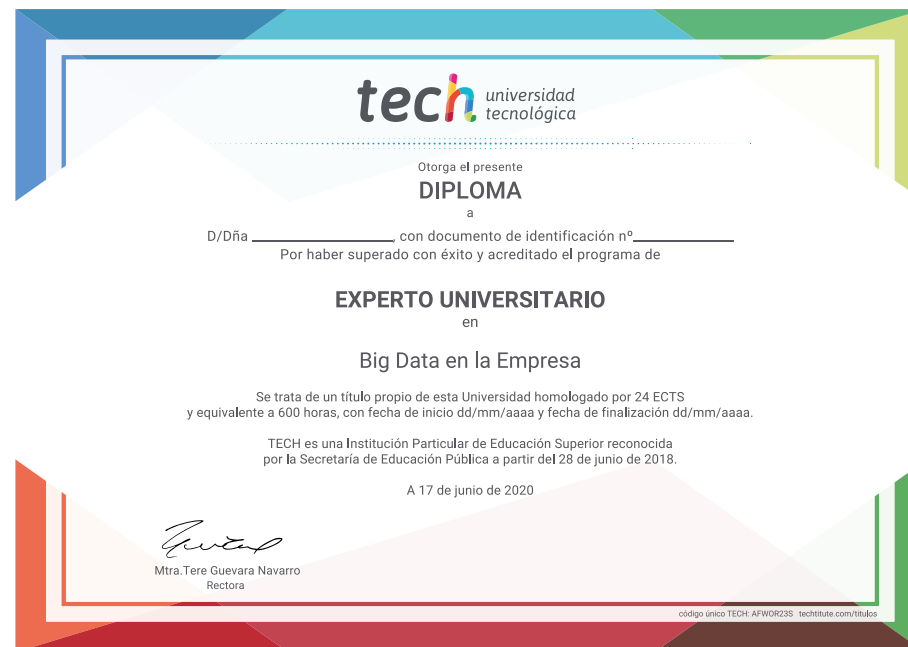 tech universidad
tecnológica
Otorga el presente
DIPLOMA
a
D/Dña ____________________, con documento de identificación nº______________
Por haber superado con éxito y acreditado el programa de
EXPERTO UNIVERSITARIO
en
Big Data en la Empresa
Se trata de un título propio de esta Universidad homologado por 24 ECTS
y equivalente a 600 horas, con fecha de inicio dd/mm/aaaa y fecha de finalización dd/mm/aaaa.
TECH es una Institución Particular de Educación Superior reconocida
por la Secretaría de Educación Pública a partir del 28 de junio de 2018.
A 17 de junio de 2020
Mtra.Tere Guevara Navarro
Rectora
código único TECH: AFWOR23S techtitute.com/titulos